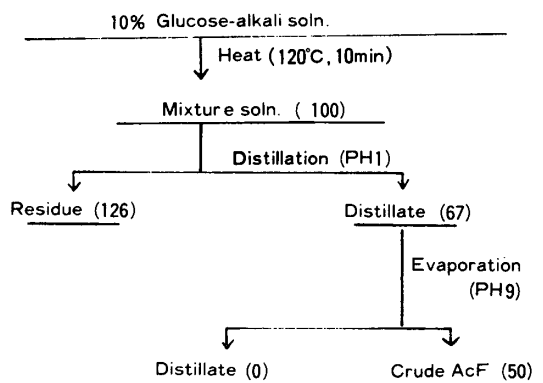 10% Glucose-alkali soln.
Heat (120°C, 10min)
Mixture soln. ( 100)
Distillation (PH1)
Residue (126)
Distillate (67)
Evaporation
(PH9)
Distillate (0)
Crude AcF (50)